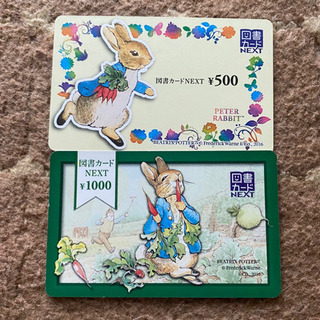 図書
カード
NEXT
図書カードNEXT ¥500
PETER
RABBIT™
©BEATRIX POTTER™ © Frederick Warne & Co., 2016
図書カード
NEXT
¥1000
図書
カード
NEXT
BEATRIX POTTER™
© Frederick Warne
& Co., 2016